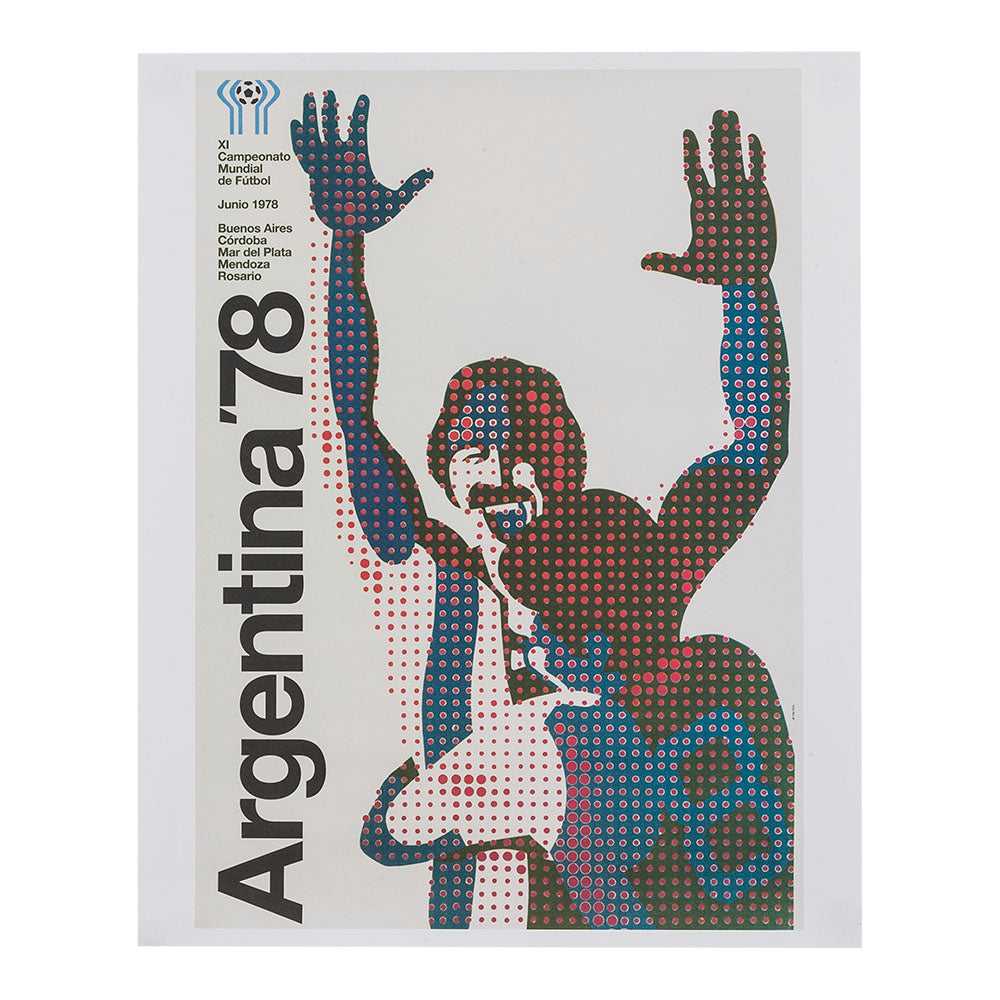 XI
Campeonato
Mundial
de Fútbol
Junio 1978
Buenos Aires
Córdoba
Mar del Plata
Mendoza
Rosario
Argentina '78